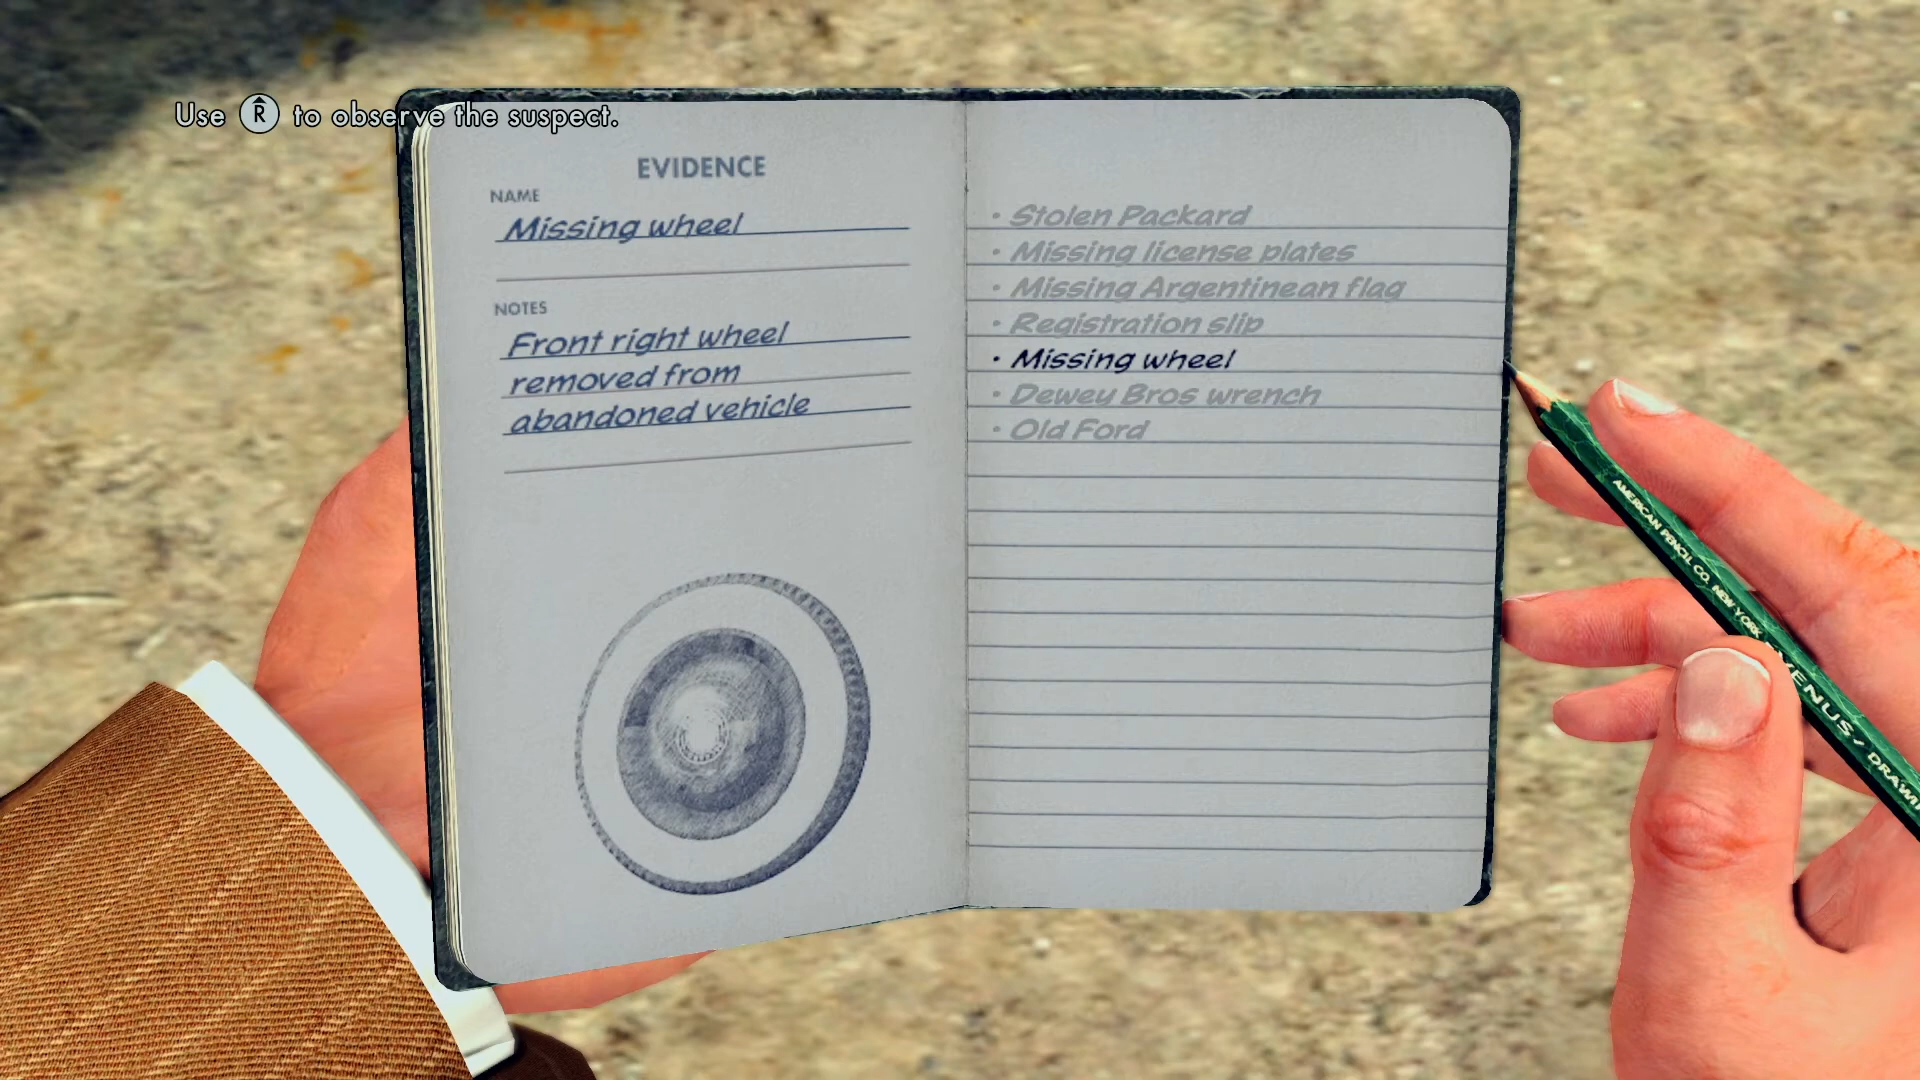 Use R to observe the suspect.
EVIDENCE
NAME
Missing wheel
NOTES
Front right wheel
removed from
abandoned vehicle
• Stolen Packard
• Missing license plates
• Missing Argentinean flag
• Registration slip
• Missing wheel
• Dewey Bros wrench
• Old Ford
AMERICAN PENCIL CO. NEW YORK VENUS / DRAW